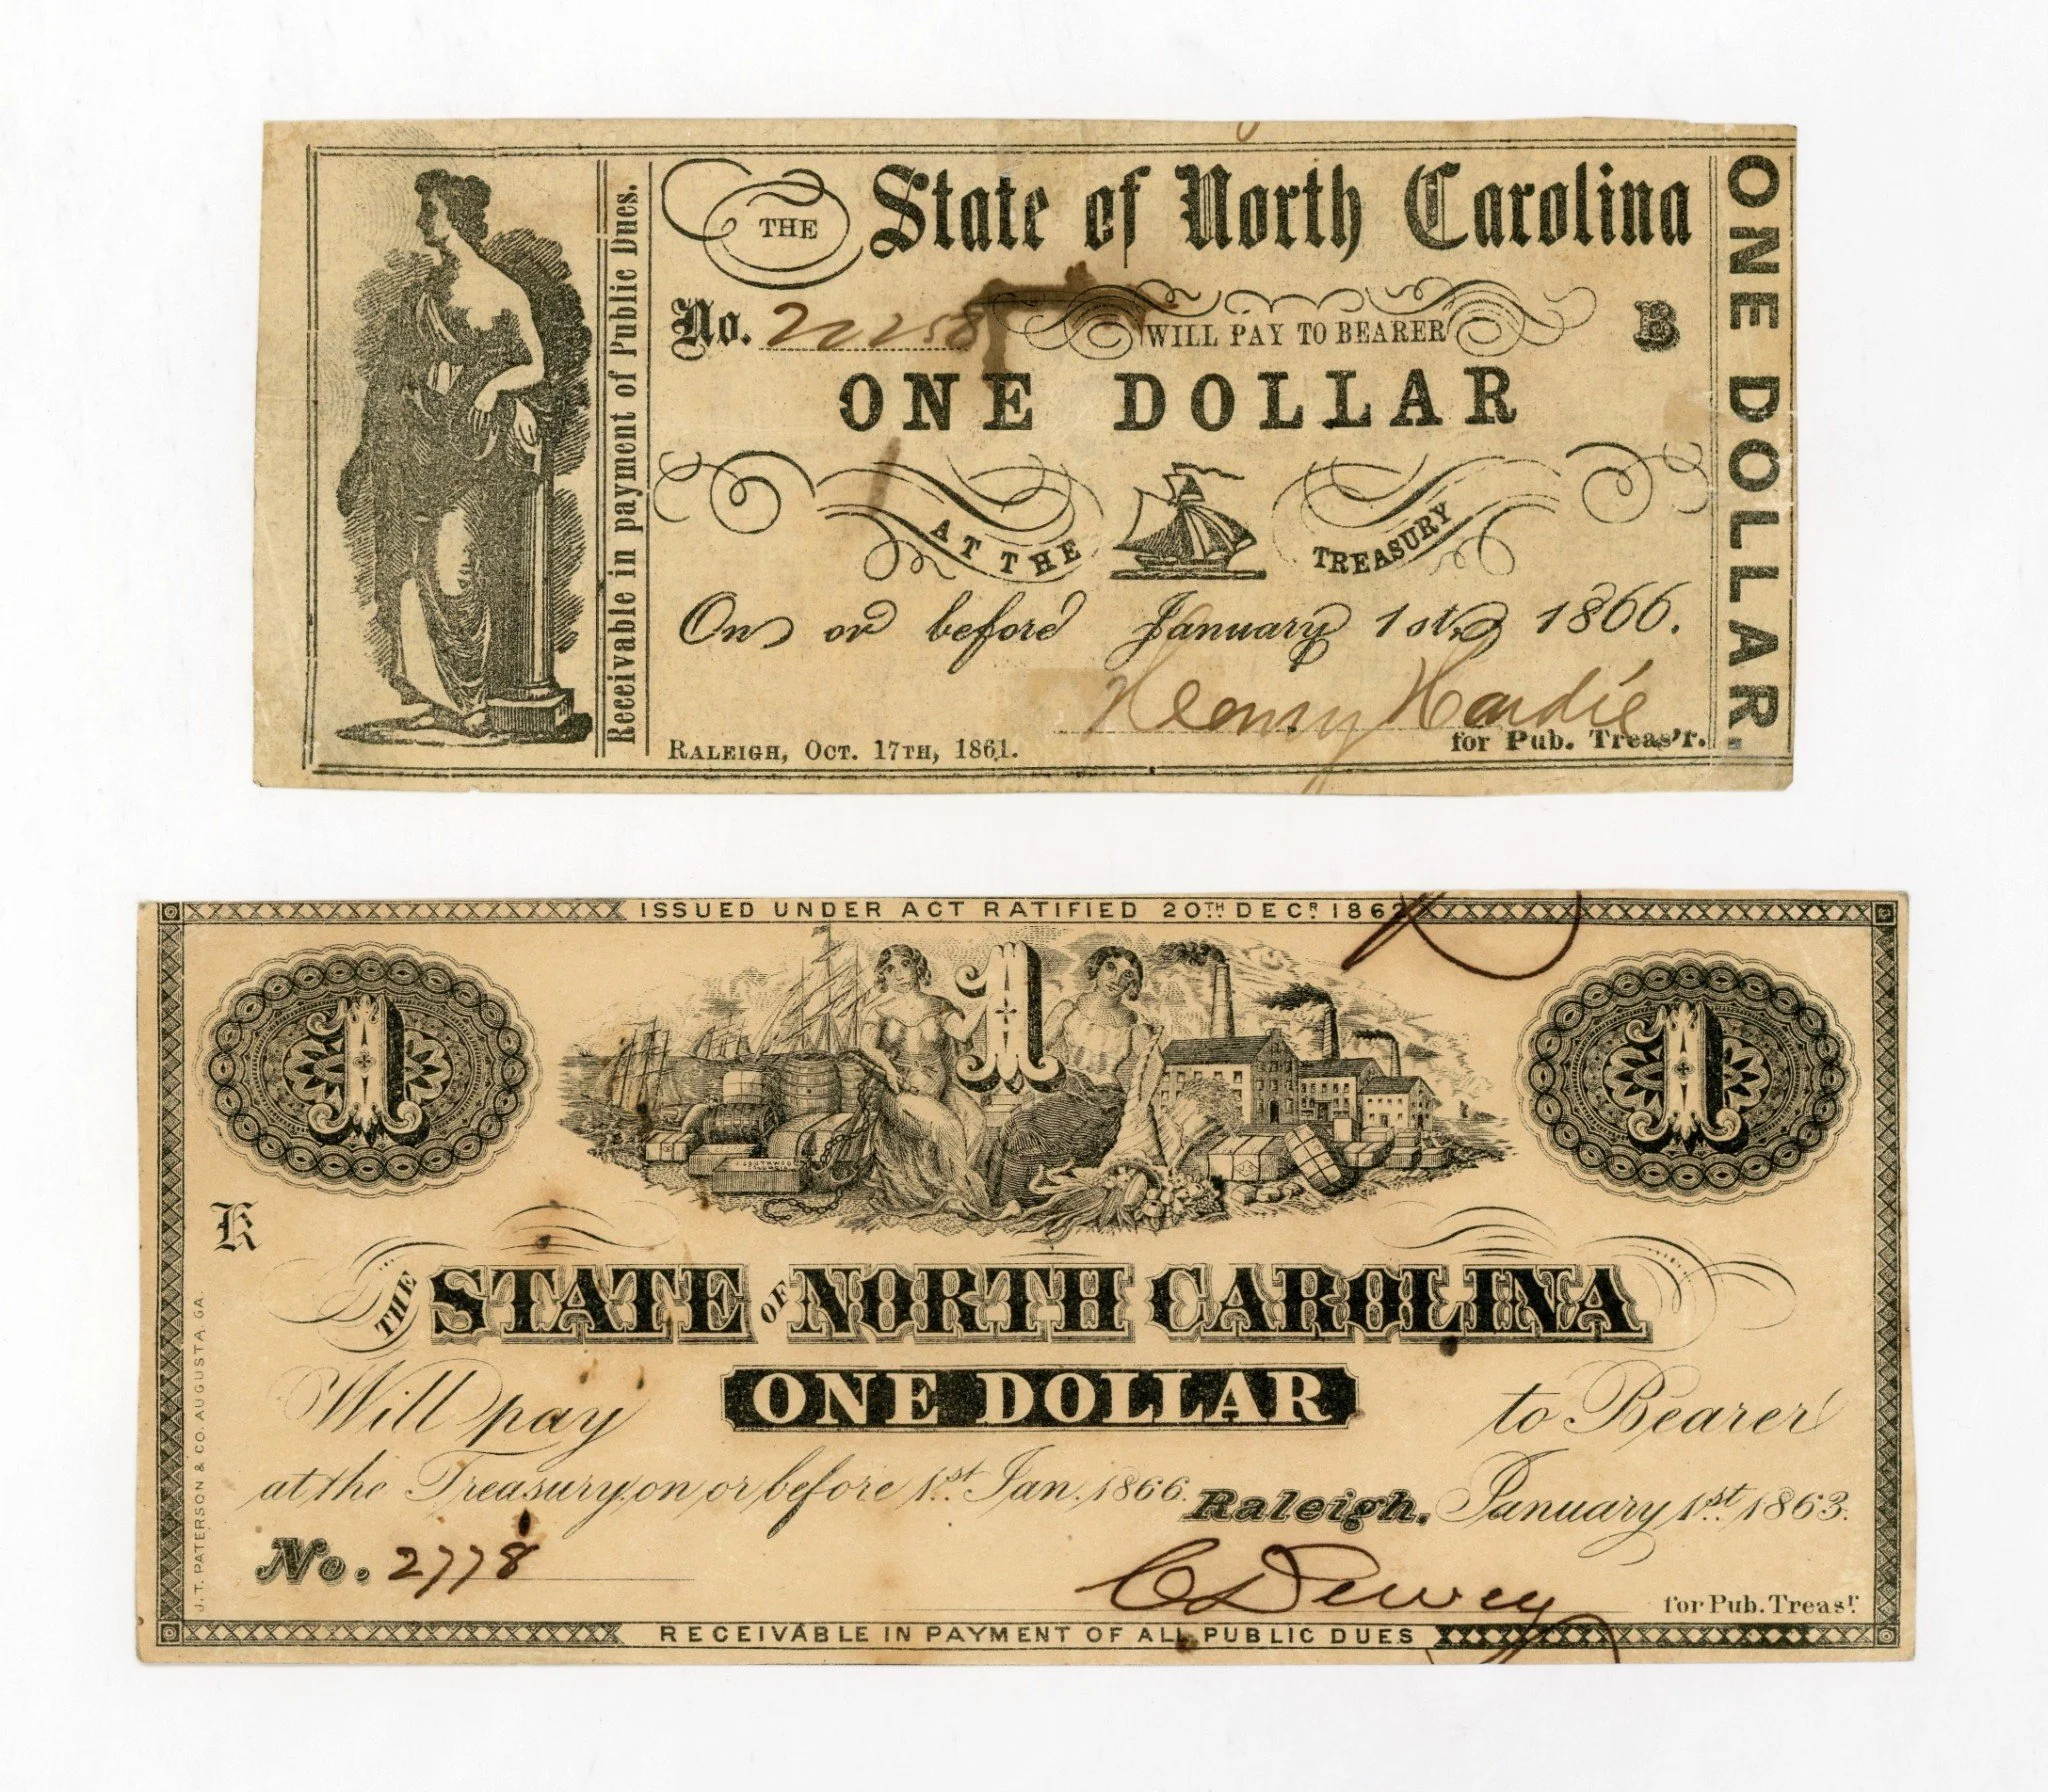 THE State of North Carolina
No. 20258 WILL PAY TO BEARER B
ONE DOLLAR
AT THE TREASURY
On or before January 1st, 1866.
Henry Hardie
RALEIGH, OCT. 17TH, 1861. for Pub. Treas'r.
Receivable in payment of Public Dues.
ONE DOLLAR.
ISSUED UNDER ACT RATIFIED 20TH DECR. 1862
1 1 1
K
THE STATE OF NORTH CAROLINA
Will pay ONE DOLLAR to Bearer
at the Treasury on or before 1st Jan. 1866. Raleigh, January 1st 1863.
No. 2778
C Dewey for Pub. Treasr.
RECEIVABLE IN PAYMENT OF ALL PUBLIC DUES
J. T. PATERSON & CO. AUGUSTA, GA.